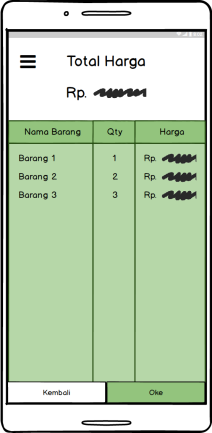 Total Harga
Rp.
Nama Barang Qty Harga
Barang 1 1 Rp.
Barang 2 2 Rp.
Barang 3 3 Rp.
Kembali Oke